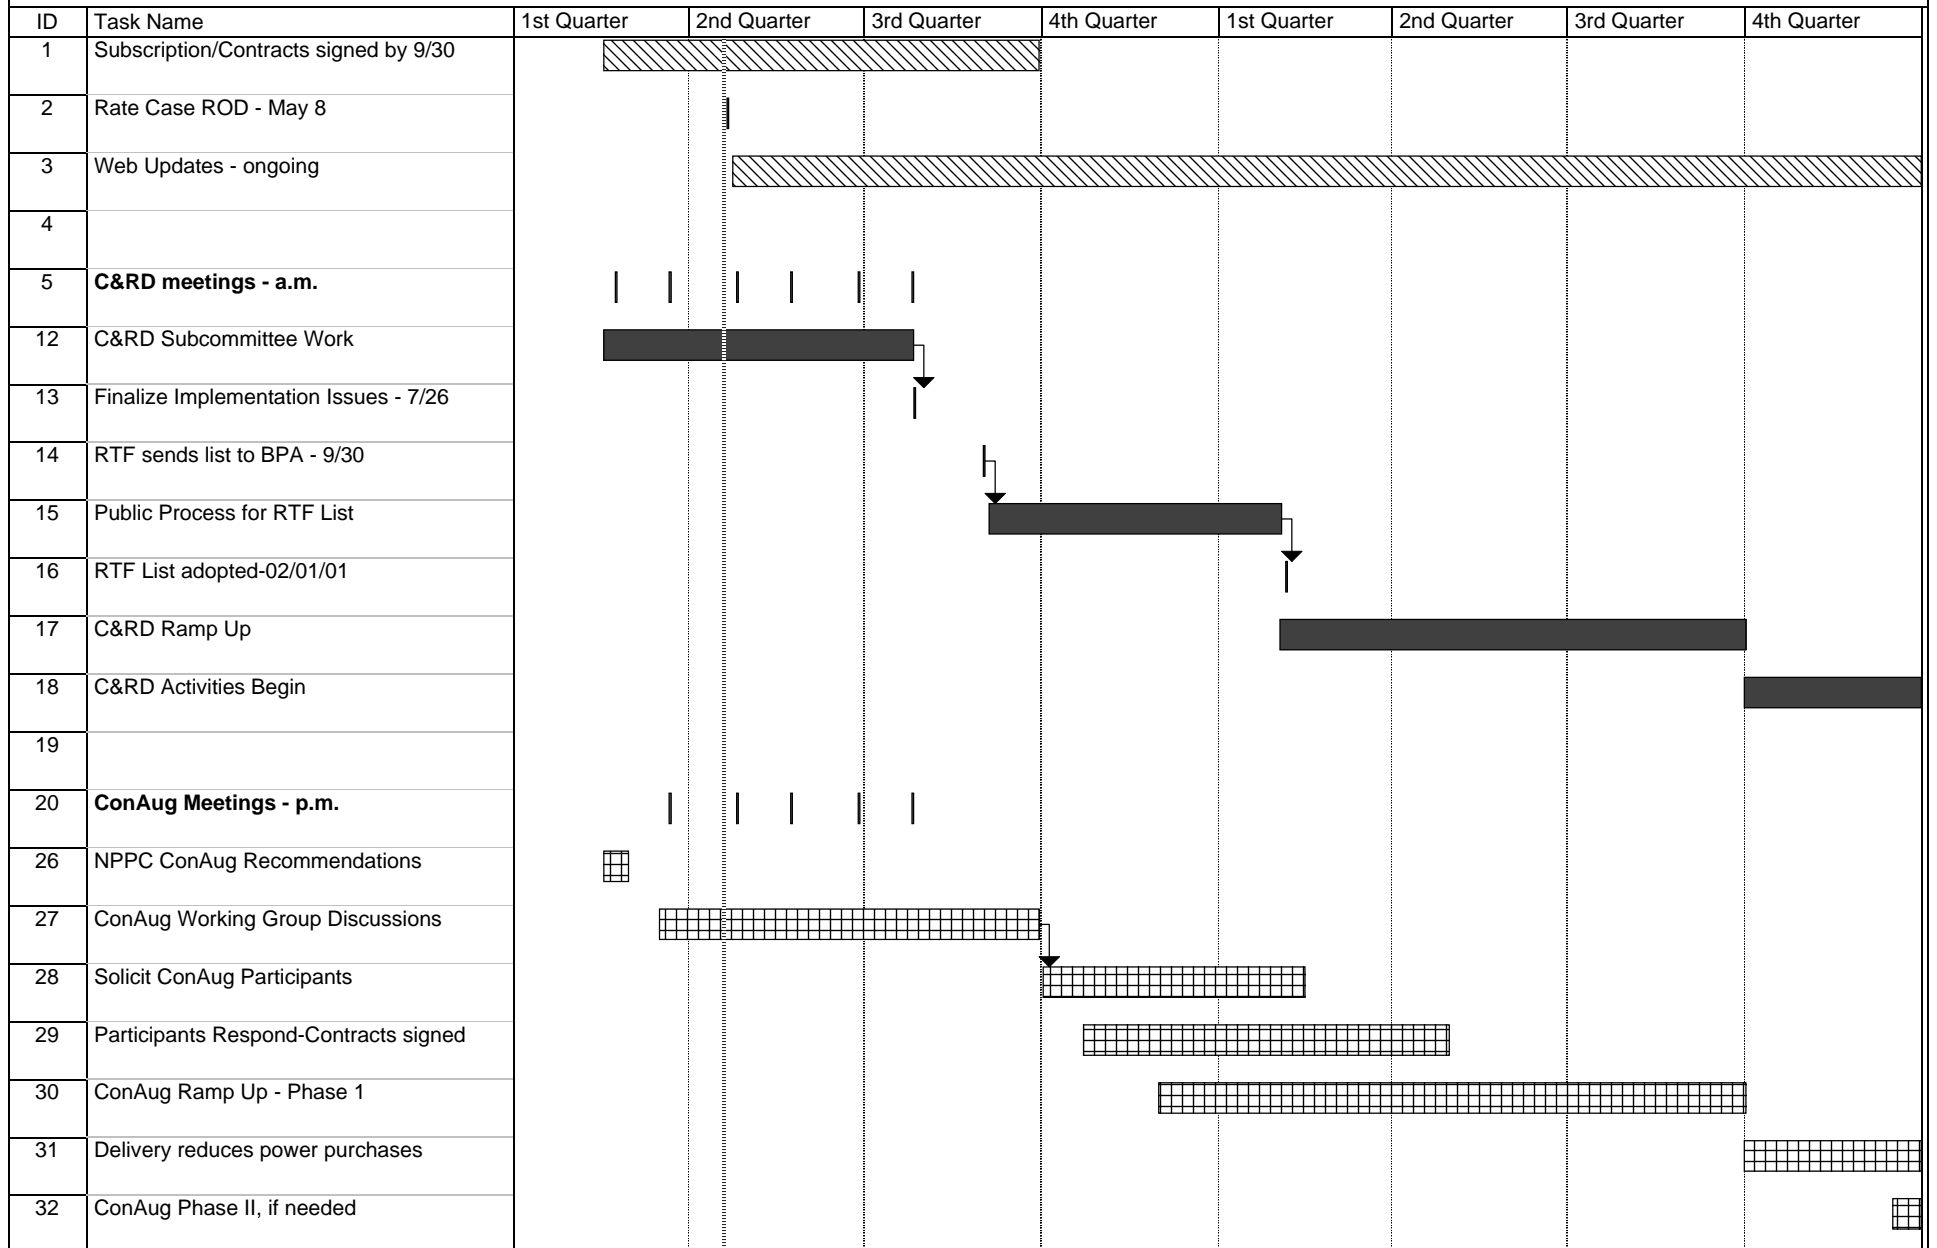 ID Task Name 1st Quarter 2nd Quarter 3rd Quarter 4th Quarter 1st Quarter 2nd Quarter 3rd Quarter 4th Quarter
1 Subscription/Contracts signed by 9/30
2 Rate Case ROD - May 8
3 Web Updates - ongoing
4
5 C&RD meetings - a.m.
12 C&RD Subcommittee Work
13 Finalize Implementation Issues - 7/26
14 RTF sends list to BPA - 9/30
15 Public Process for RTF List
16 RTF List adopted-02/01/01
17 C&RD Ramp Up
18 C&RD Activities Begin
19
20 ConAug Meetings - p.m.
26 NPPC ConAug Recommendations
27 ConAug Working Group Discussions
28 Solicit ConAug Participants
29 Participants Respond-Contracts signed
30 ConAug Ramp Up - Phase 1
31 Delivery reduces power purchases
32 ConAug Phase II, if needed